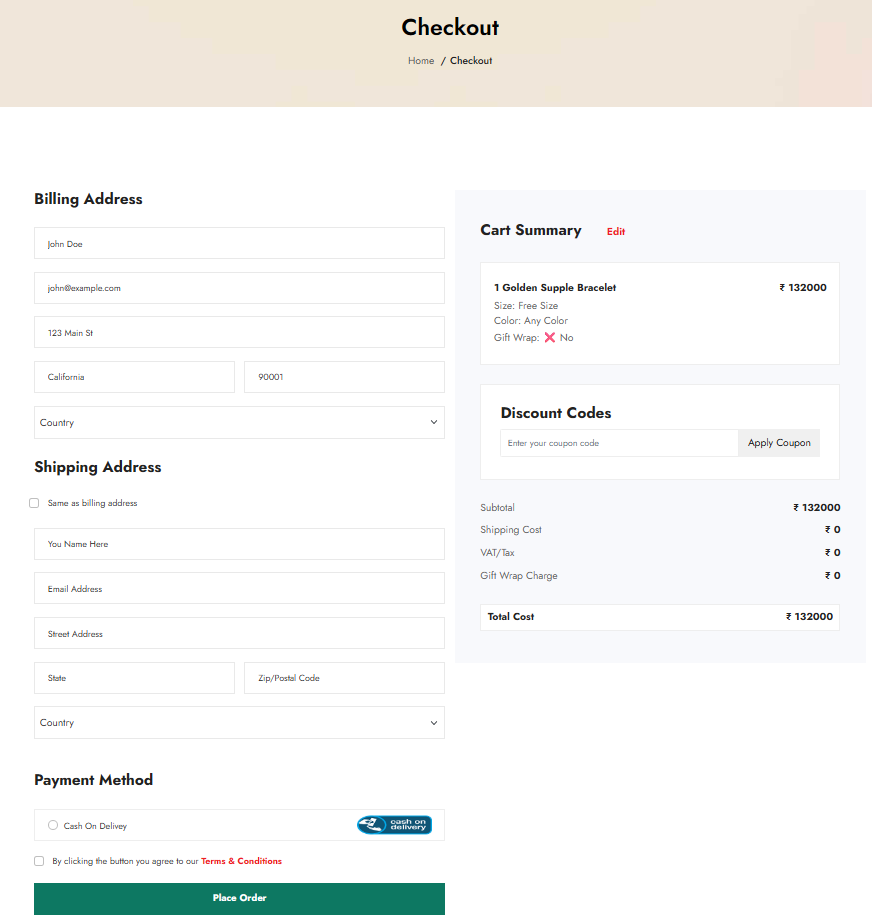 Checkout
Home / Checkout
Billing Address
John Doe
john@example.com
123 Main St
California
90001
Country
Shipping Address
Same as billing address
You Name Here
Email Address
Street Address
State
Zip/Postal Code
Country
Payment Method
Cash On Delivey
cash on
delivery
By clicking the button you agree to our Terms & Conditions
Place Order
Cart Summary Edit
1 Golden Supple Bracelet ₹ 132000
Size: Free Size
Color: Any Color
Gift Wrap: ❌ No
Discount Codes
Enter your coupon code
Apply Coupon
Subtotal ₹ 132000
Shipping Cost ₹ 0
VAT/Tax ₹ 0
Gift Wrap Charge ₹ 0
Total Cost ₹ 132000